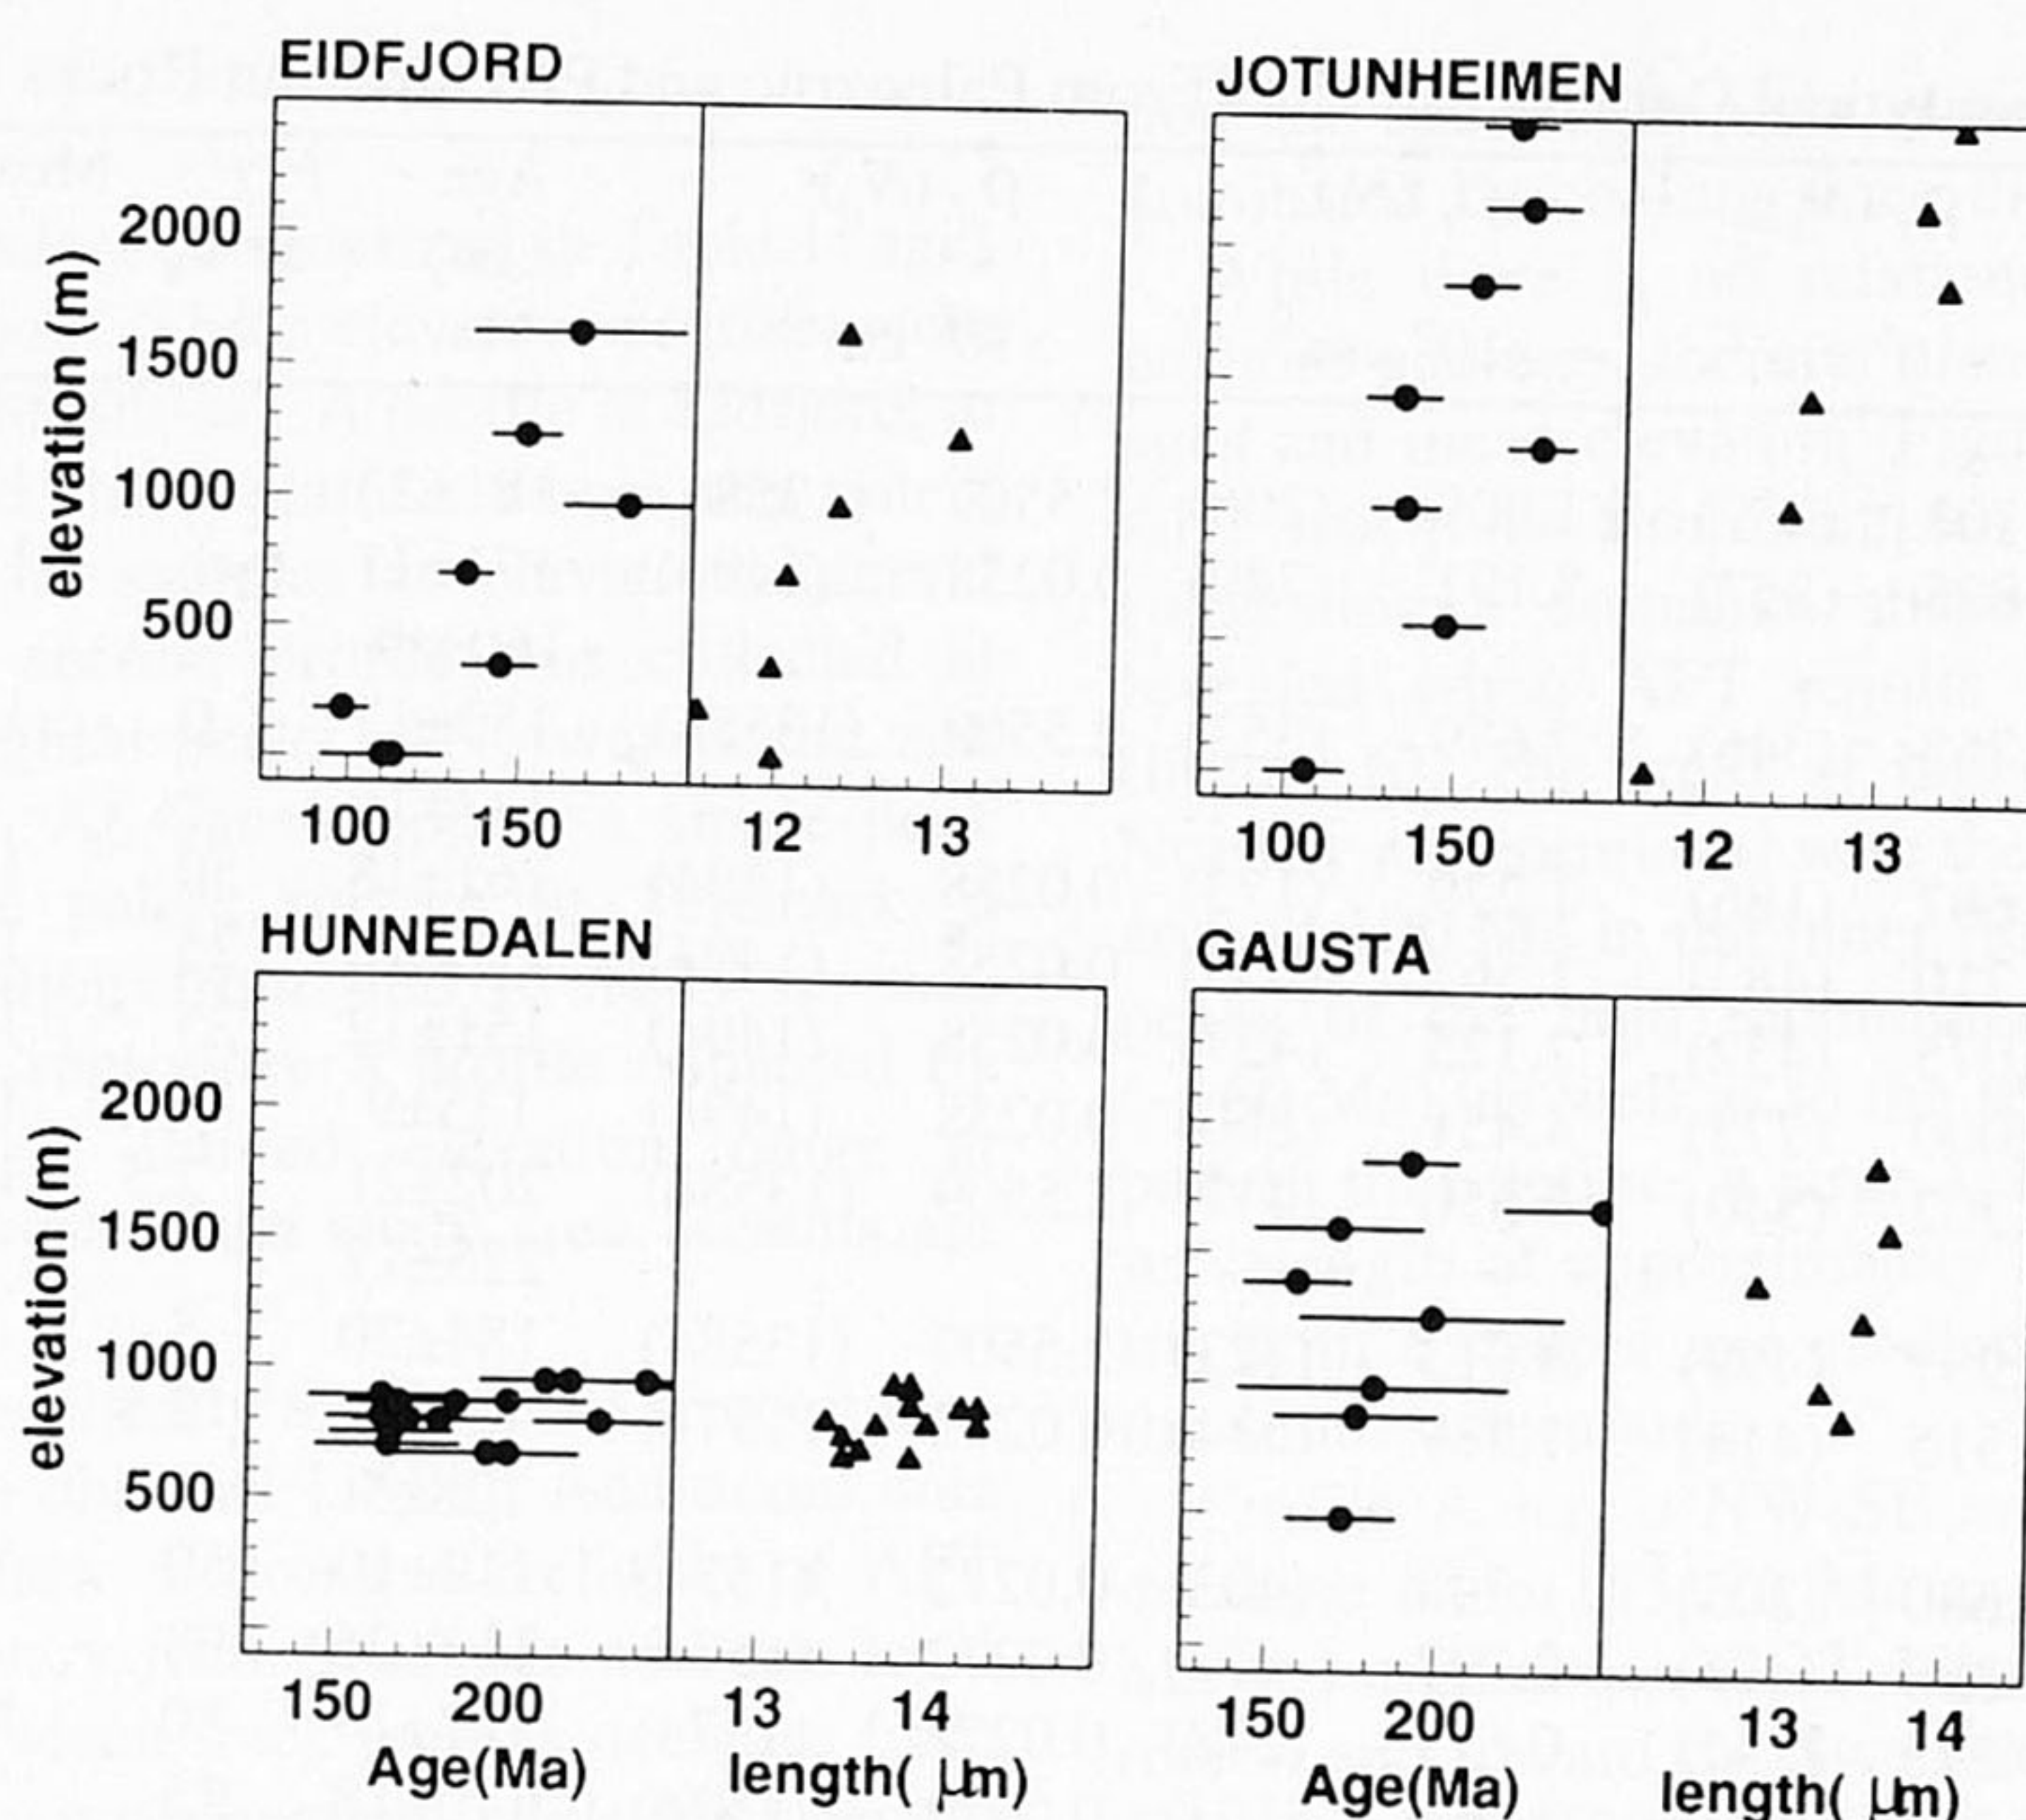 EIDFJORD
JOTUNHEIMEN
elevation (m)
2000
1500
1000
500
100 150 12 13
100 150 12 13
HUNNEDALEN
GAUSTA
elevation (m)
2000
1500
1000
500
150 200 13 14
150 200 13 14
Age(Ma) length( μm)
Age(Ma) length( μm)